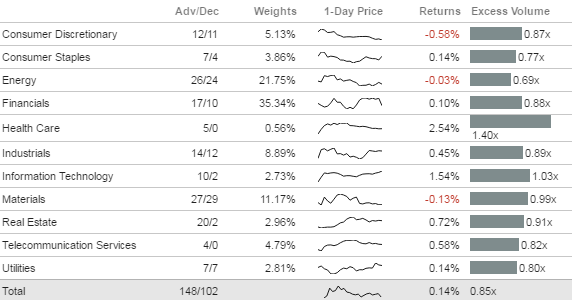 Adv/Dec Weights 1-Day Price Returns Excess Volume
Consumer Discretionary 12/11 5.13% -0.58% 0.87x
Consumer Staples 7/4 3.86% 0.14% 0.77x
Energy 26/24 21.75% -0.03% 0.69x
Financials 17/10 35.34% 0.10% 0.88x
Health Care 5/0 0.56% 2.54% 1.40x
Industrials 14/12 8.89% 0.45% 0.89x
Information Technology 10/2 2.73% 1.54% 1.03x
Materials 27/29 11.17% -0.13% 0.99x
Real Estate 20/2 2.96% 0.72% 0.91x
Telecommunication Services 4/0 4.79% 0.58% 0.82x
Utilities 7/7 2.81% 0.14% 0.80x
Total 148/102 0.14% 0.85x